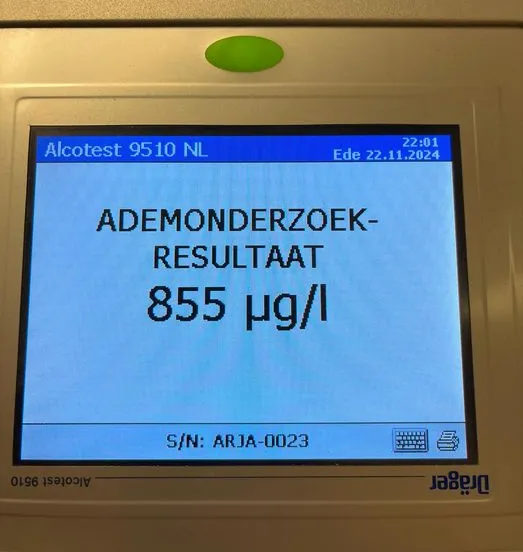 Alcotest 9510 NL
22:01
Ede 22.11.2024
ADEMONDERZOEK-
RESULTAAT
855 µg/l
S/N: ARJA-0023
Dräger
Alcotest 9510